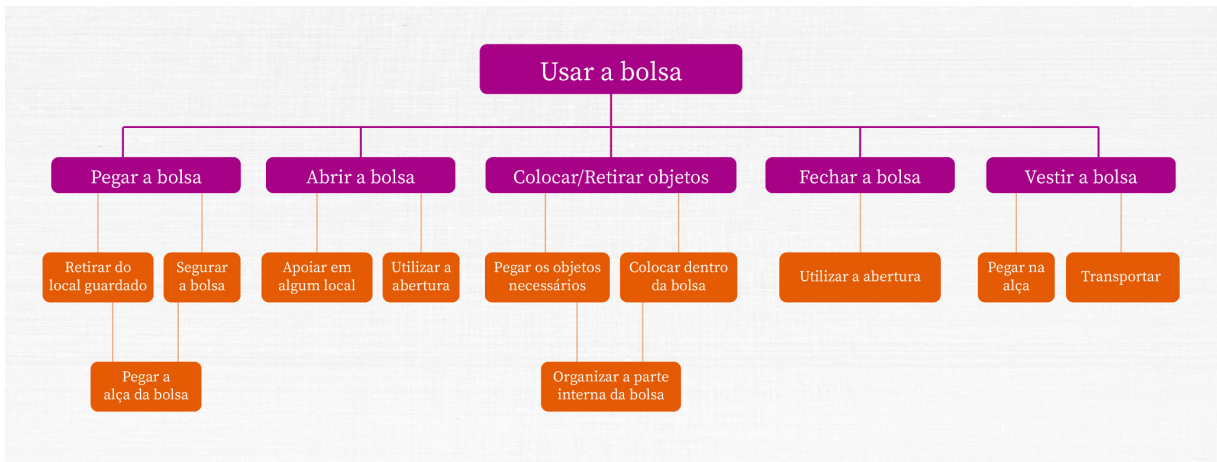 Usar a bolsa
Pegar a bolsa
Abrir a bolsa
Colocar/Retirar objetos
Fechar a bolsa
Vestir a bolsa
Retirar do
local guardado
Segurar
a bolsa
Apoiar em
algum local
Utilizar a
abertura
Pegar os objetos
necessários
Colocar dentro
da bolsa
Utilizar a abertura
Pegar na
alça
Transportar
Pegar a
alça da bolsa
Organizar a parte
interna da bolsa